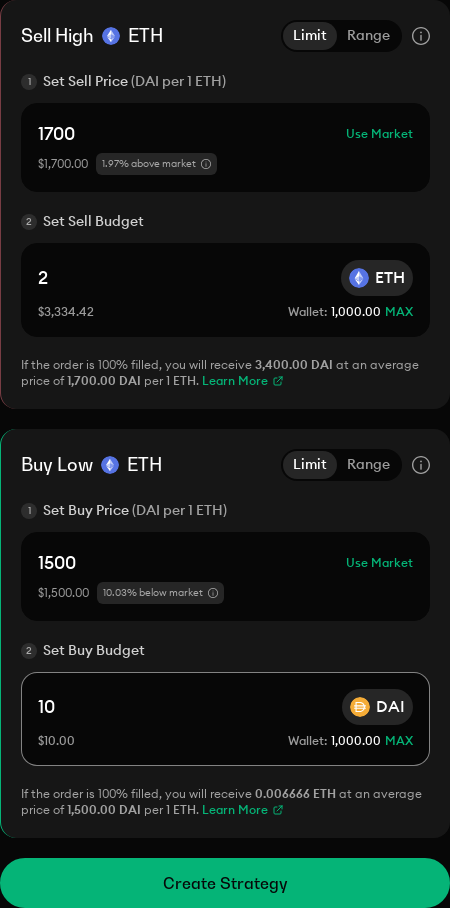 Sell High ETH Limit Range
1 Set Sell Price (DAI per 1 ETH)
1700 Use Market
$1,700.00 1.97% above market
2 Set Sell Budget
2 ETH
$3,334.42 Wallet: 1,000.00 MAX
If the order is 100% filled, you will receive 3,400.00 DAI at an average
price of 1,700.00 DAI per 1 ETH. Learn More
Buy Low ETH Limit Range
1 Set Buy Price (DAI per 1 ETH)
1500 Use Market
$1,500.00 10.03% below market
2 Set Buy Budget
10 DAI
$10.00 Wallet: 1,000.00 MAX
If the order is 100% filled, you will receive 0.006666 ETH at an average
price of 1,500.00 DAI per 1 ETH. Learn More
Create Strategy